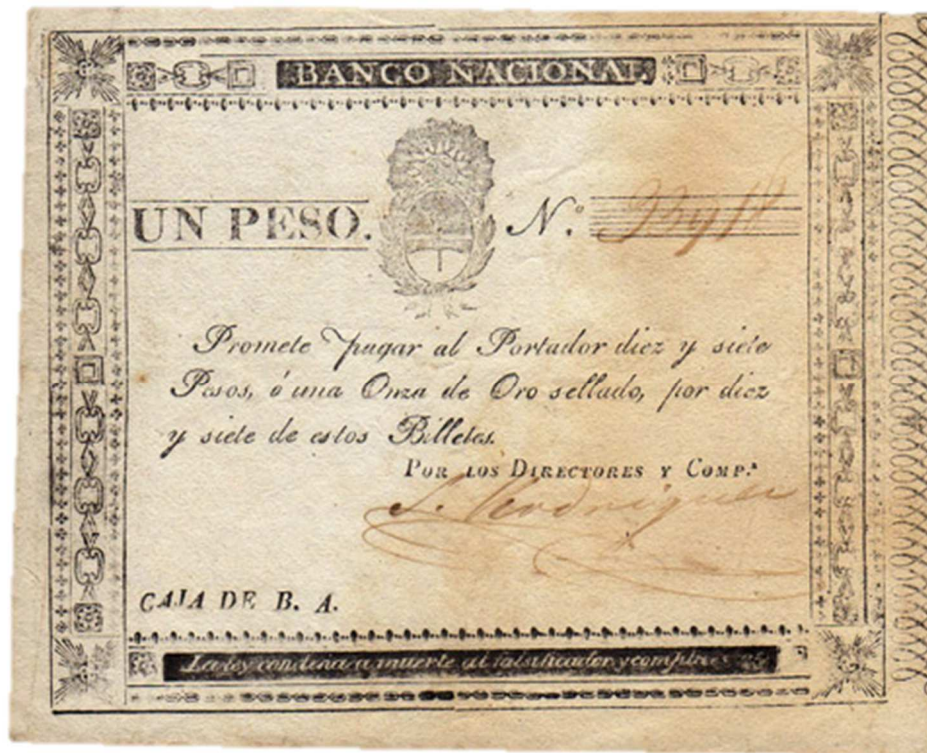 BANCO NACIONAL
UN PESO. N.º
Promete pagar al Portador diez y siete
Pesos, ó una Onza de Oro sellado, por diez
y siete de estos Billetes.
POR LOS DIRECTORES Y COMP.ª
Rodriguez
CAJA DE B. A.
La ley condena a muerte al falsificador y complices